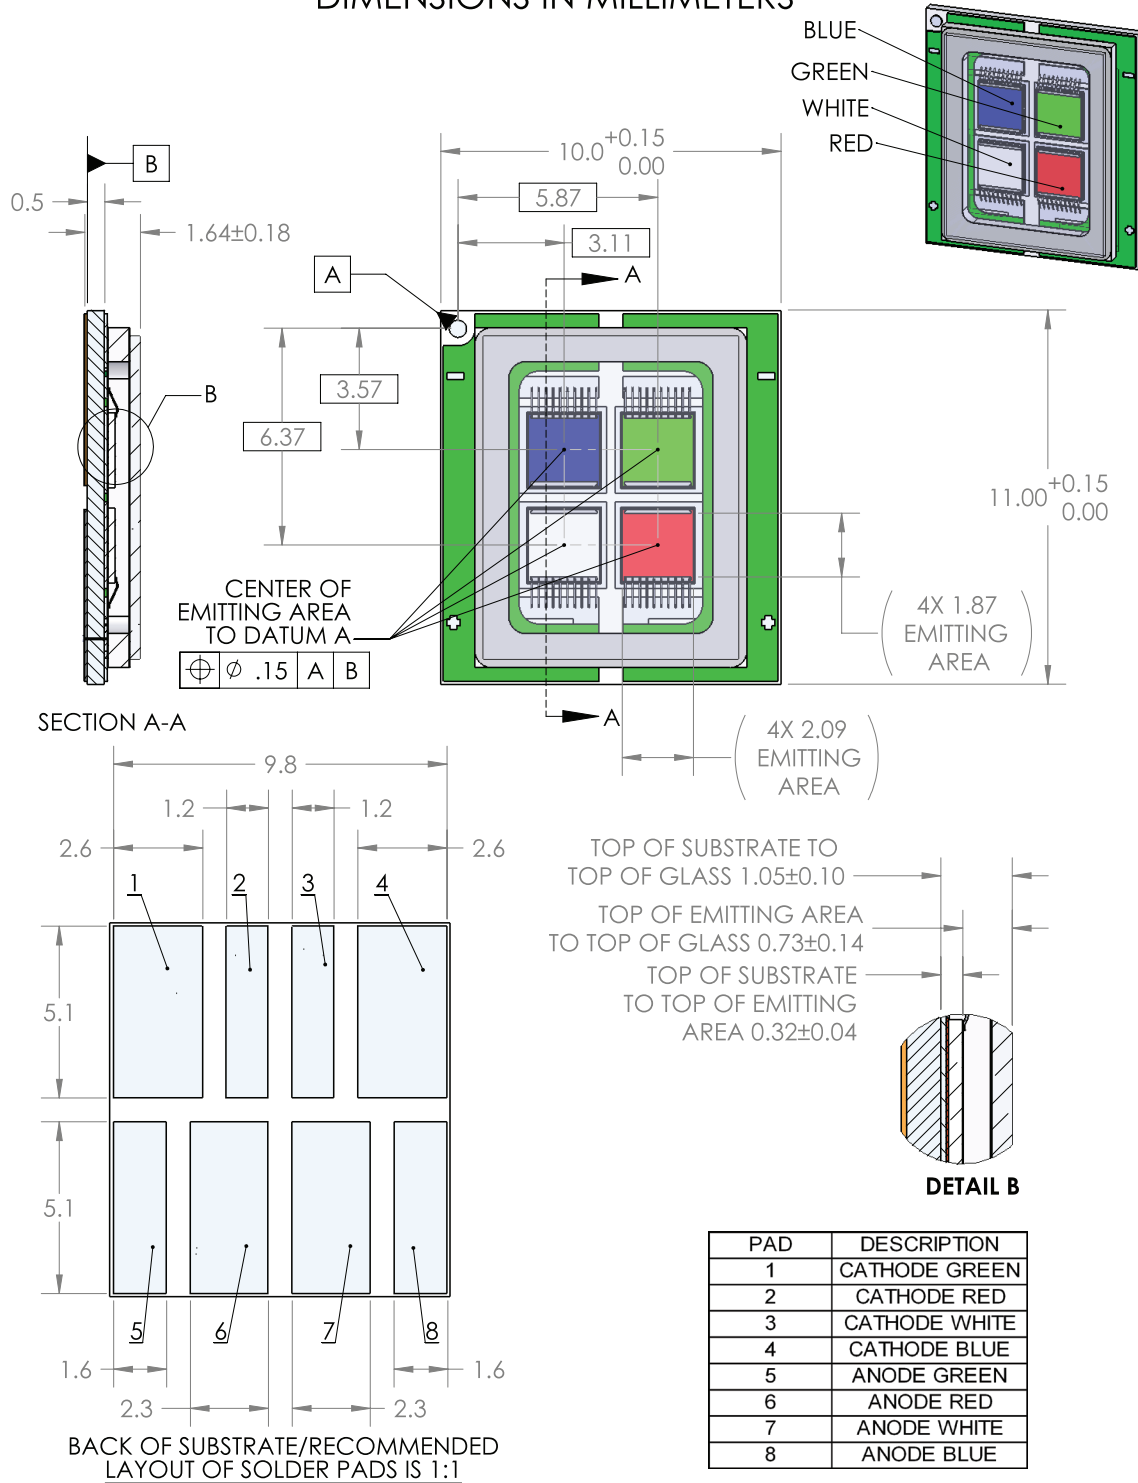 DIMENSIONS IN MILLIMETERS
BLUE
GREEN
WHITE
RED
10.0 +0.15 0.00
5.87
3.11
B
0.5
1.64±0.18
A
A
3.57
B
6.37
11.00 +0.15 0.00
CENTER OF
EMITTING AREA
TO DATUM A
⌖ ∅ .15 A B
4X 1.87
EMITTING
AREA
A
SECTION A-A
4X 2.09
EMITTING
AREA
9.8
1.2
1.2
2.6
2.6
1
2
3
4
5.1
5.1
5
6
7
8
1.6
1.6
2.3
2.3
BACK OF SUBSTRATE/RECOMMENDED
LAYOUT OF SOLDER PADS IS 1:1
TOP OF SUBSTRATE TO
TOP OF GLASS 1.05±0.10
TOP OF EMITTING AREA
TO TOP OF GLASS 0.73±0.14
TOP OF SUBSTRATE
TO TOP OF EMITTING
AREA 0.32±0.04
DETAIL B
PAD DESCRIPTION
1 CATHODE GREEN
2 CATHODE RED
3 CATHODE WHITE
4 CATHODE BLUE
5 ANODE GREEN
6 ANODE RED
7 ANODE WHITE
8 ANODE BLUE